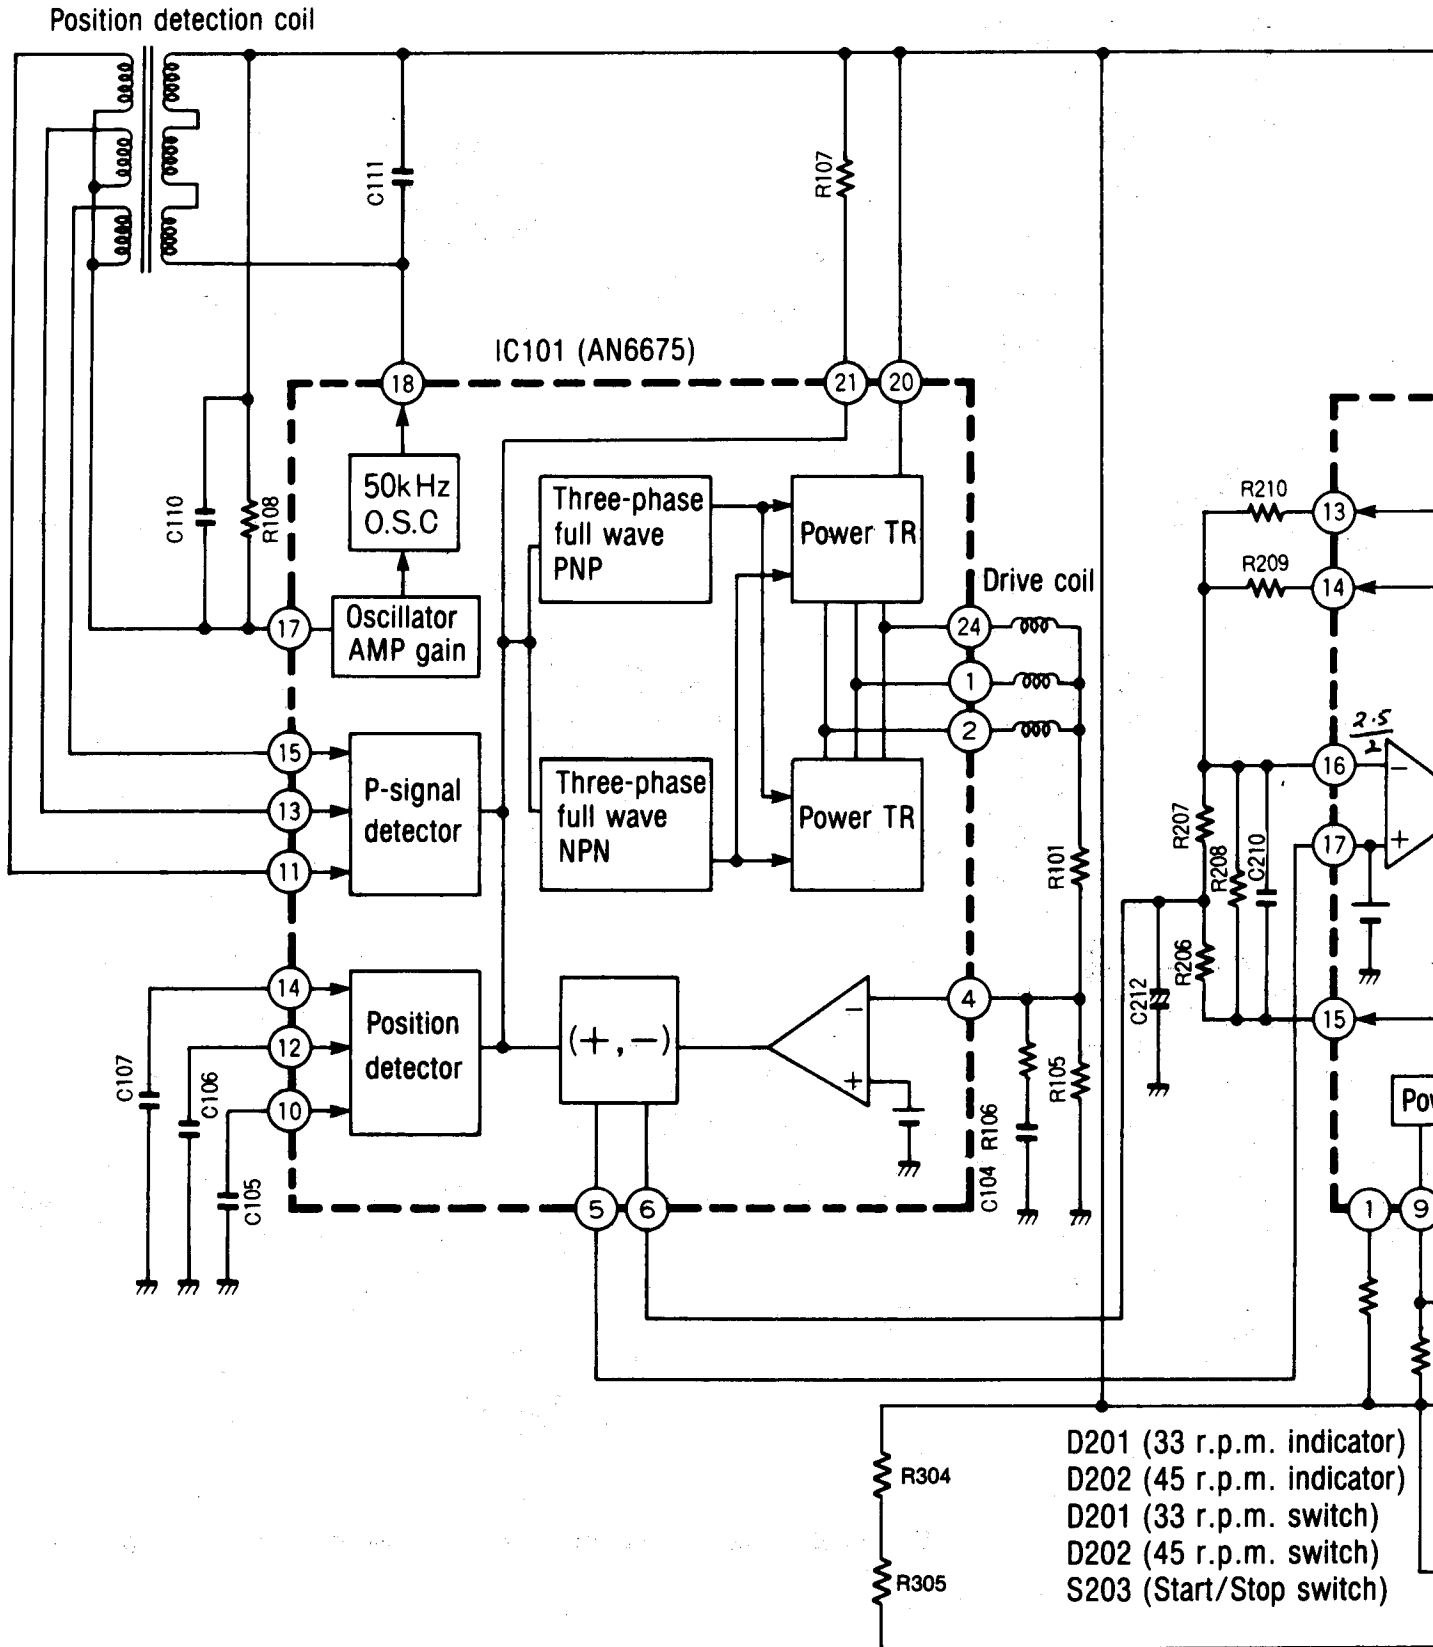 Position detection coil
C111
R107
IC101 (AN6675)
18
21
20
C110
R108
50kHz
O.S.C
Three-phase
full wave
PNP
Power TR
R210
13
R209
14
Drive coil
17
Oscillator
AMP gain
24
1
2
2.5
2
15
13
11
P-signal
detector
Three-phase
full wave
NPN
Power TR
16
-
17
+
R207
R208
C210
R101
R206
C212
15
14
12
10
Position
detector
(+,-)
-
+
4
C107
C106
C105
C104
R106
R105
Pow
5
6
1
9
D201 (33 r.p.m. indicator)
D202 (45 r.p.m. indicator)
D201 (33 r.p.m. switch)
D202 (45 r.p.m. switch)
S203 (Start/Stop switch)
R304
R305